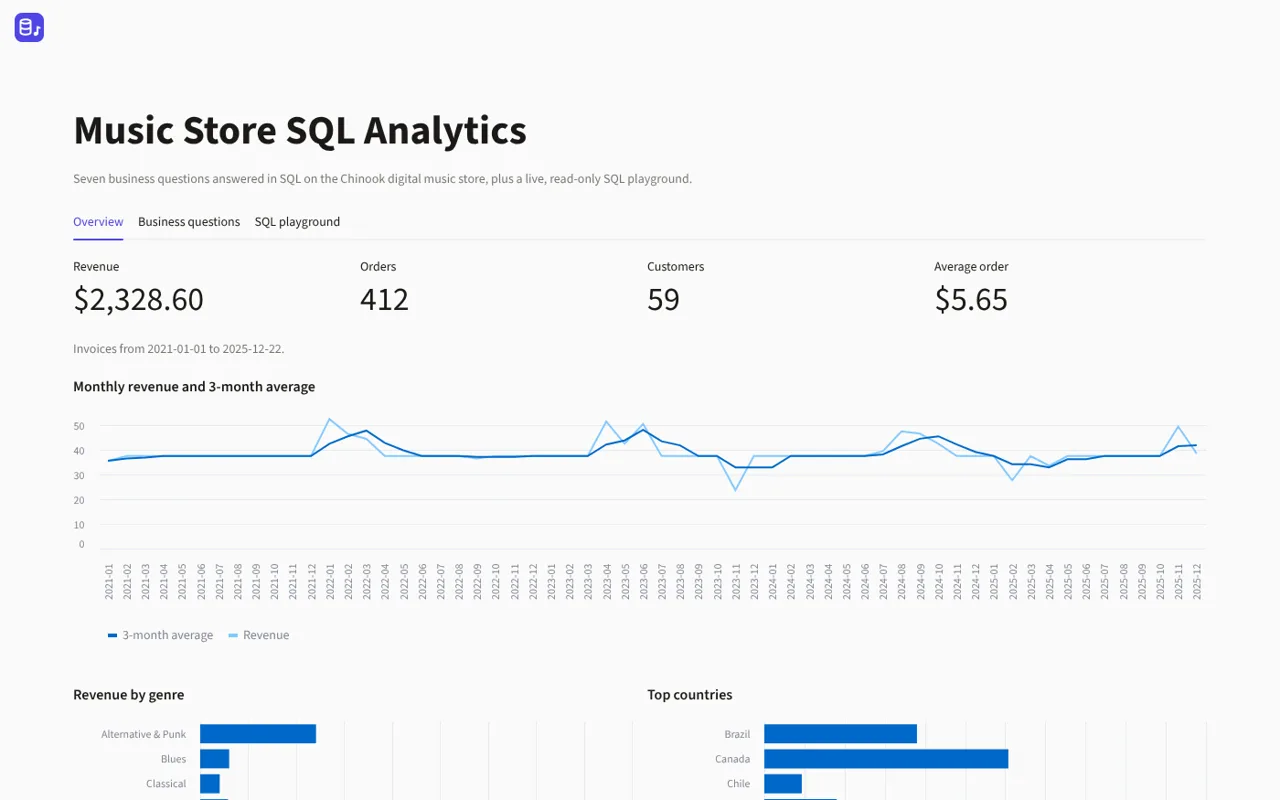 Music Store SQL Analytics
Seven business questions answered in SQL on the Chinook digital music store, plus a live, read-only SQL playground.
Overview Business questions SQL playground
Revenue Orders Customers Average order
$2,328.60 412 59 $5.65
Invoices from 2021-01-01 to 2025-12-22.
Monthly revenue and 3-month average
50
40
30
20
10
0
2021-01 2021-02 2021-03 2021-04 2021-05 2021-06 2021-07 2021-08 2021-09 2021-10 2021-11 2021-12 2022-01 2022-02 2022-03 2022-04 2022-05 2022-06 2022-07 2022-08 2022-09 2022-10 2022-11 2022-12 2023-01 2023-02 2023-03 2023-04 2023-05 2023-06 2023-07 2023-08 2023-09 2023-10 2023-11 2023-12 2024-01 2024-02 2024-03 2024-04 2024-05 2024-06 2024-07 2024-08 2024-09 2024-10 2024-11 2024-12 2025-01 2025-02 2025-03 2025-04 2025-05 2025-06 2025-07 2025-08 2025-09 2025-10 2025-11 2025-12
3-month average Revenue
Revenue by genre
Alternative & Punk
Blues
Classical
Top countries
Brazil
Canada
Chile